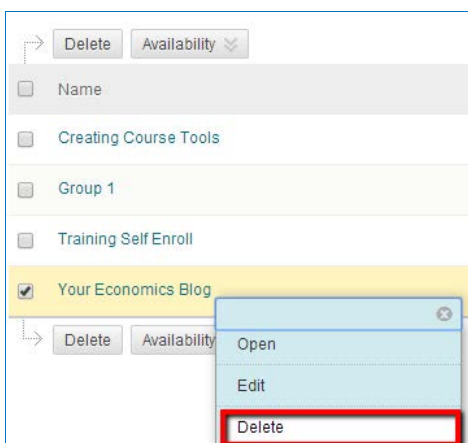 Delete Availability
Name
Creating Course Tools
Group 1
Training Self Enroll
Your Economics Blog
Delete Availability
Open
Edit
Delete